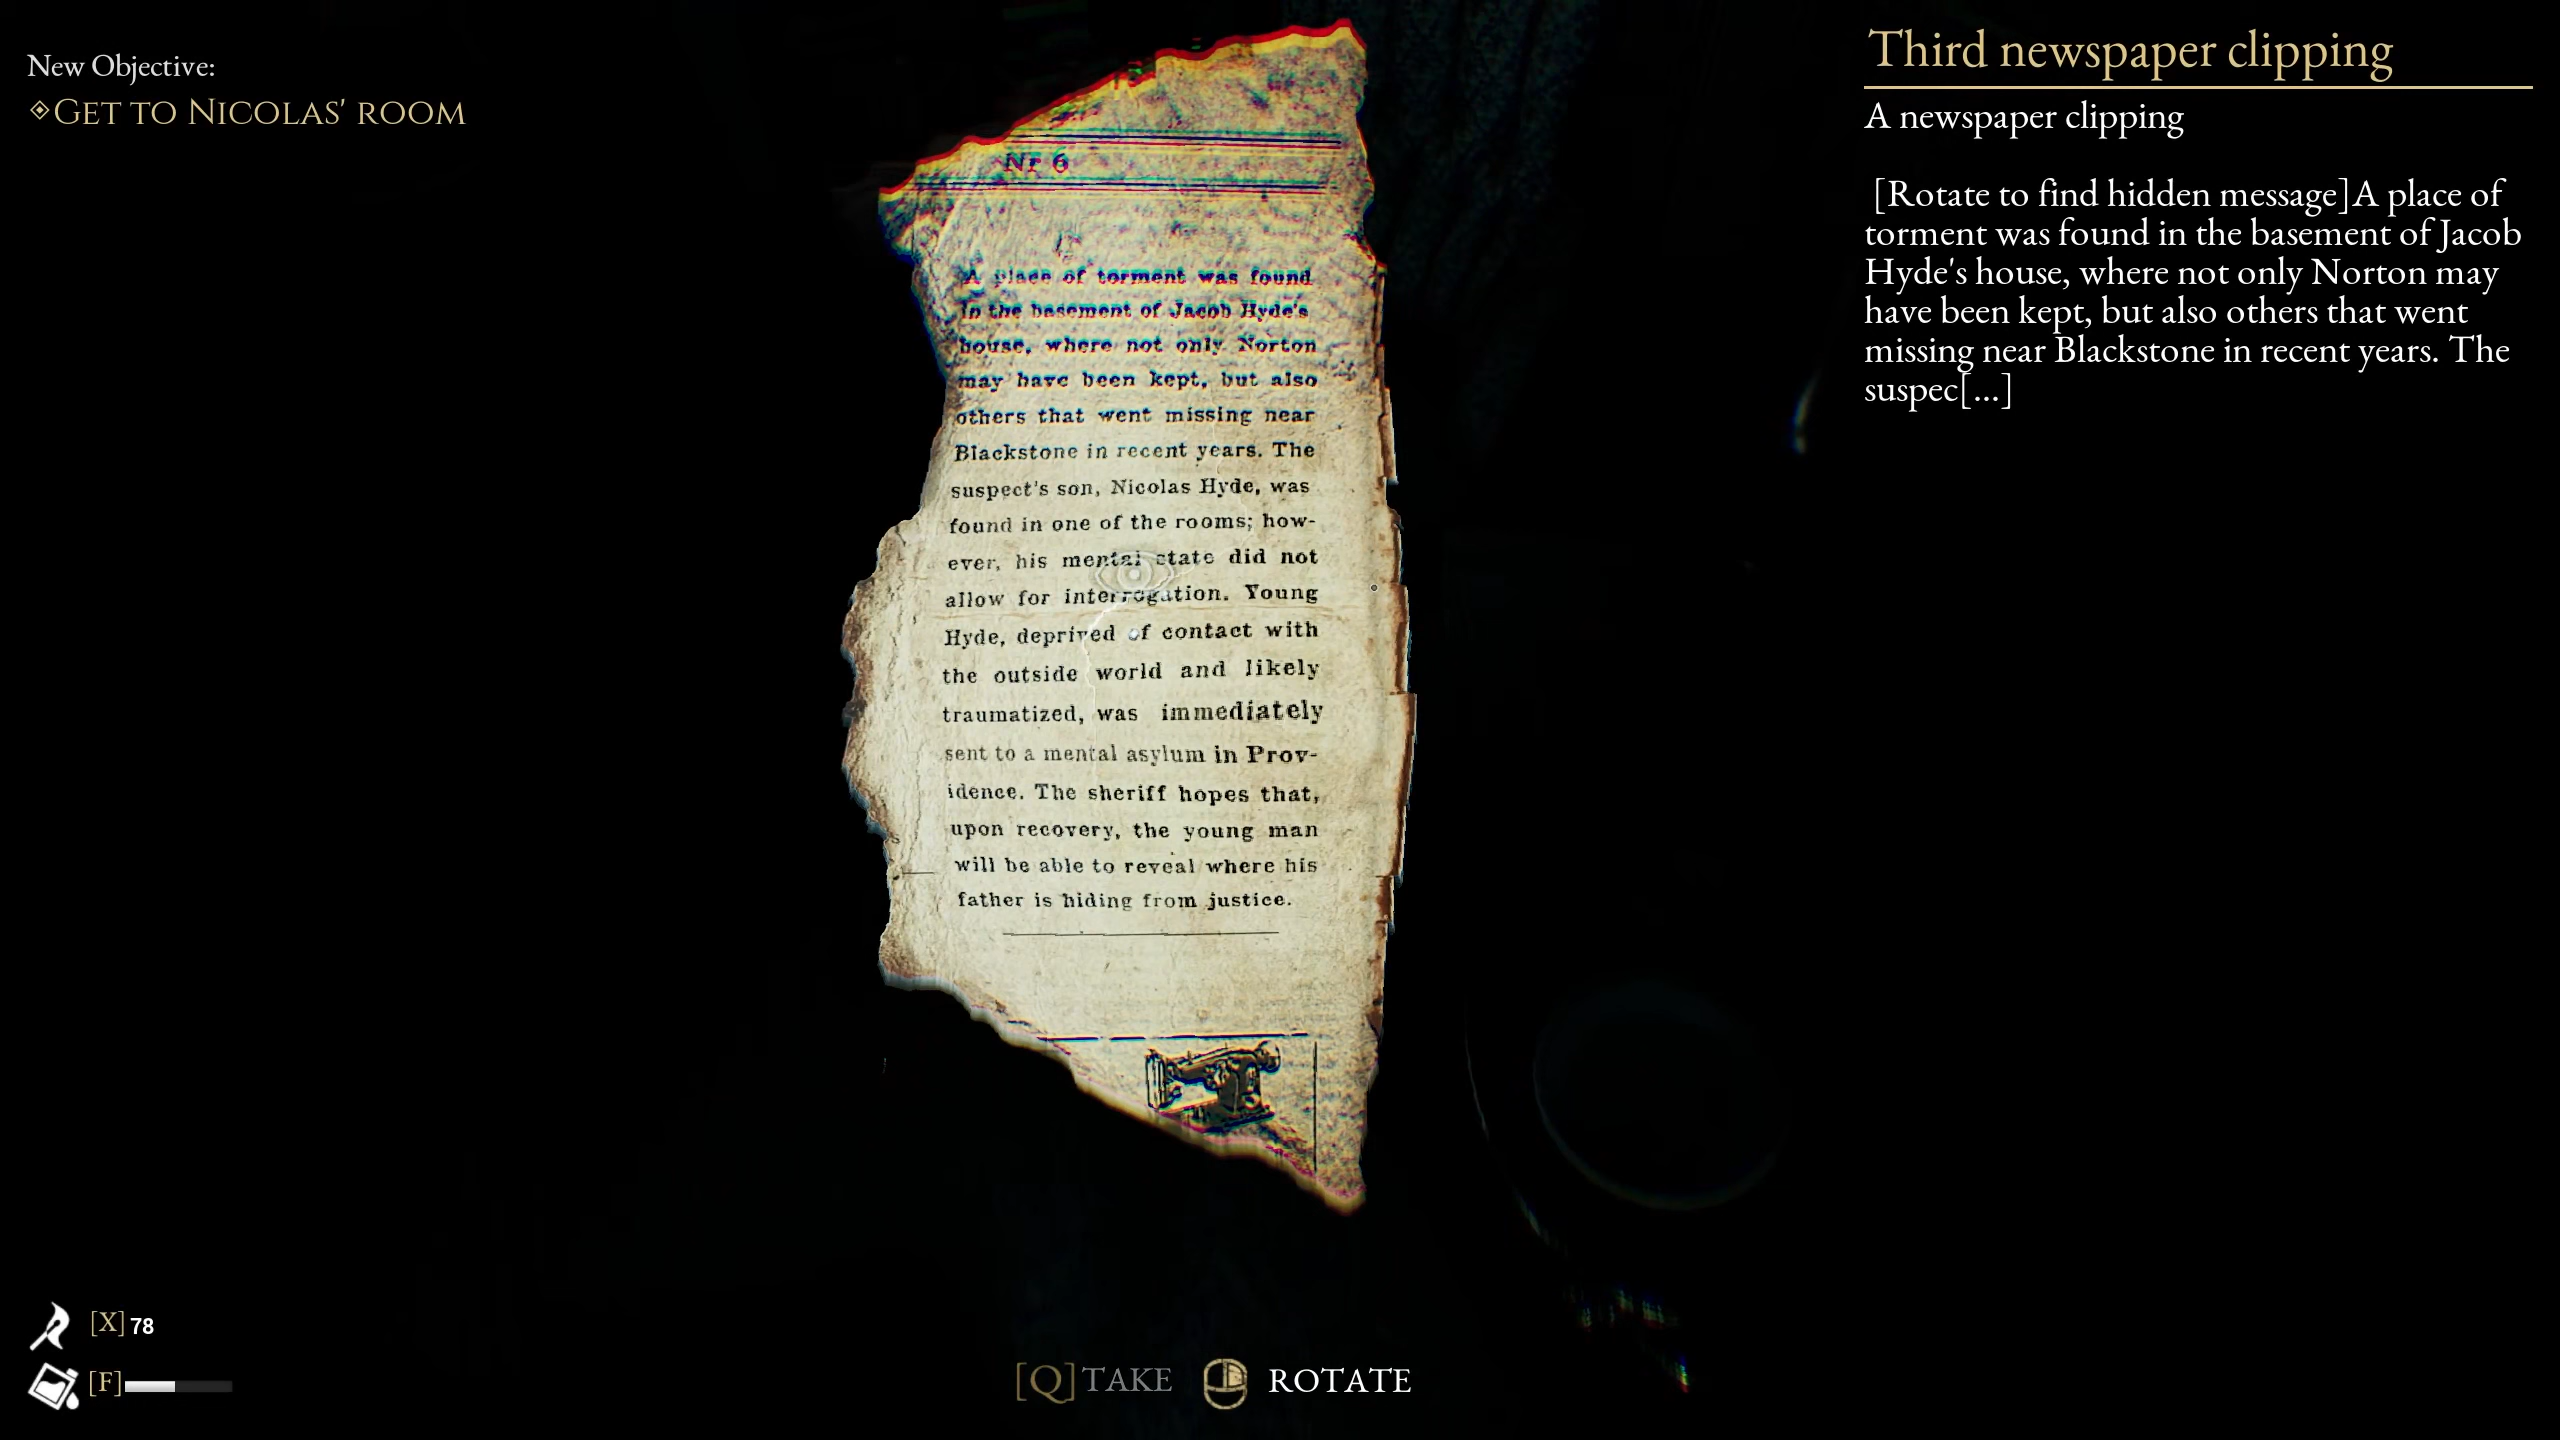 New Objective:
GET TO NICOLAS' ROOM
Nr 6
A place of torment was found
in the basement of Jacob Hyde's
house, where not only Norton
may have been kept, but also
others that went missing near
Blackstone in recent years. The
suspect's son, Nicolas Hyde, was
found in one of the rooms; how-
ever, his mental state did not
allow for interrogation. Young
Hyde, deprived of contact with
the outside world and likely
traumatized, was immediately
sent to a mental asylum in Prov-
idence. The sheriff hopes that,
upon recovery, the young man
will be able to reveal where his
father is hiding from justice.
Third newspaper clipping
A newspaper clipping
[Rotate to find hidden message]A place of
torment was found in the basement of Jacob
Hyde's house, where not only Norton may
have been kept, but also others that went
missing near Blackstone in recent years. The
suspec[...]
[X] 78
[F]
[Q] TAKE ROTATE